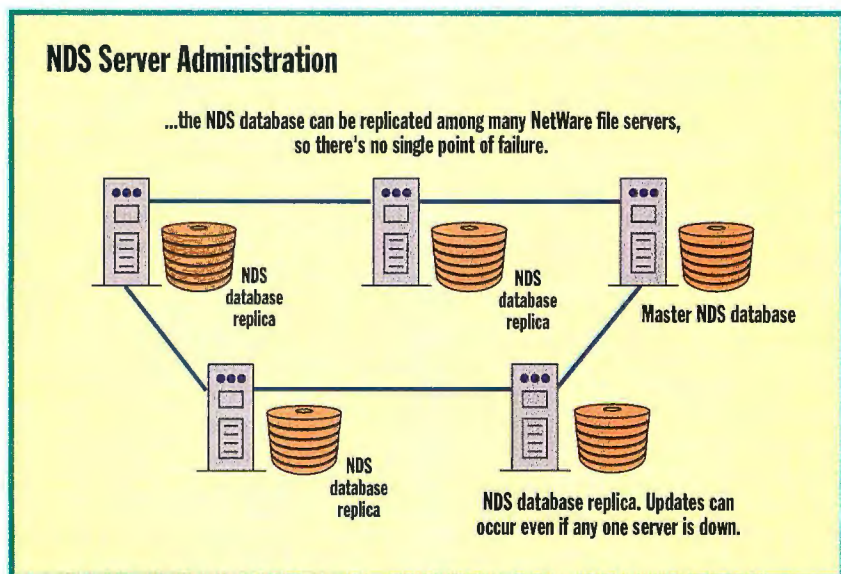 NDS Server Administration
...the NDS database can be replicated among many NetWare file servers,
so there's no single point of failure.
NDS
database
replica
NDS
database
replica
Master NDS database
NDS
database
replica
NDS database replica. Updates can
occur even if any one server is down.